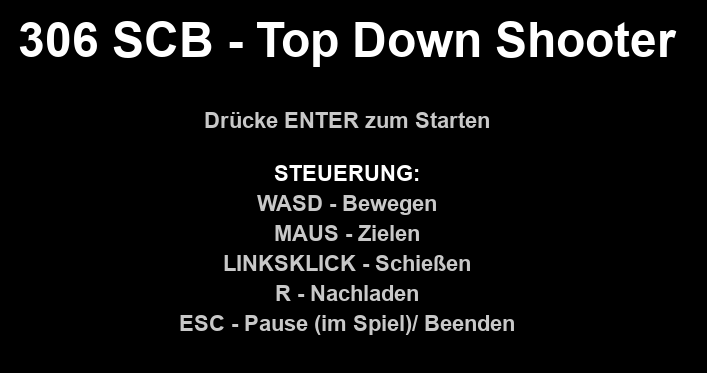 306 SCB - Top Down Shooter
Drücke ENTER zum Starten
STEUERUNG:
WASD - Bewegen
MAUS - Zielen
LINKSKLICK - Schießen
R - Nachladen
ESC - Pause (im Spiel)/ Beenden